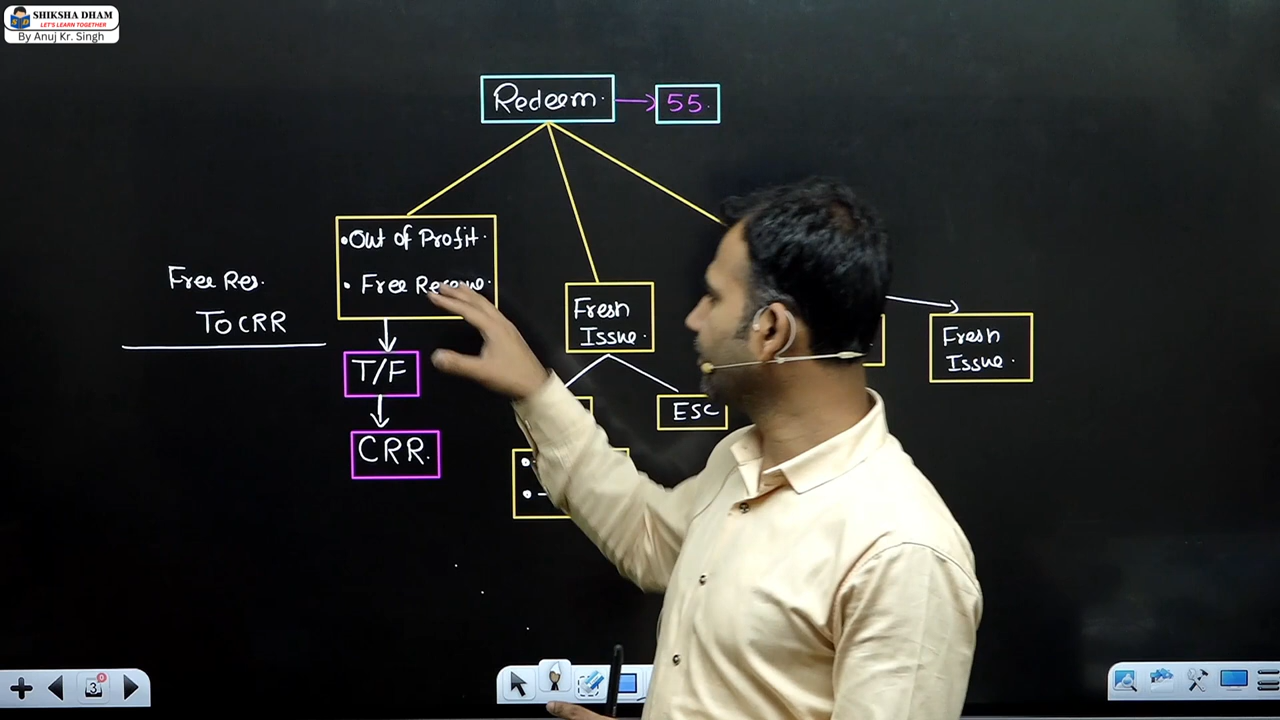 SHIKSHA DHAM
LET'S LEARN TOGETHER
By Anuj Kr. Singh
Redeem.
55.
• Out of Profit.
• Free Reserve.
Free Res.
To CRR
T/F
CRR.
Fresh
Issue.
ESC
Fresh
Issue.
3